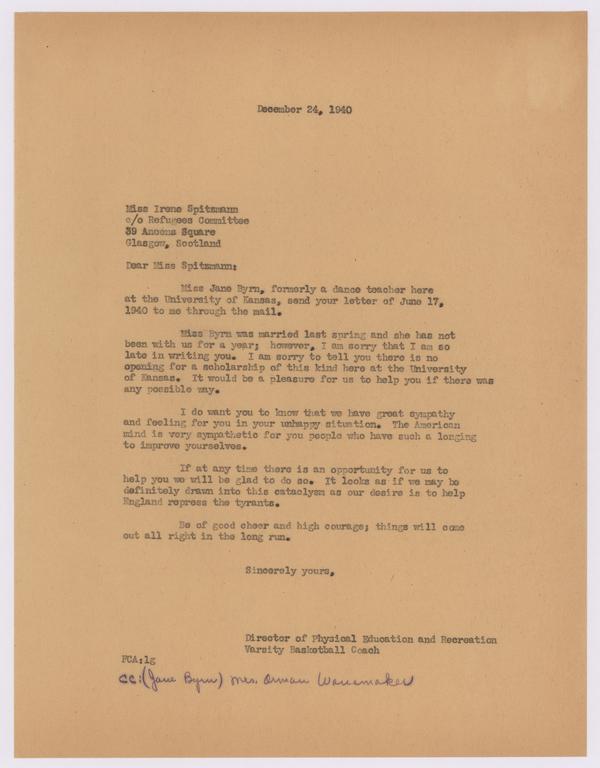 December 24, 1940
Miss Irene Spitzmann
c/o Refugees Committee
39 Ancens Square
Glasgow, Scotland
Dear Miss Spitzmann:
Miss Jane Byrn, formerly a dance teacher here
at the University of Kansas, send your letter of June 17,
1940 to me through the mail.
Miss Byrn was married last spring and she has not
been with us for a year; however, I am sorry that I am so
late in writing you. I am sorry to tell you there is no
opening for a scholarship of this kind here at the University
of Kansas. It would be a pleasure for us to help you if there was
any possible way.
I do want you to know that we have great sympathy
and feeling for you in your unhappy situation. The American
mind is very sympathetic for you people who have such a longing
to improve yourselves.
If at any time there is an opportunity for us to
help you we will be glad to do so. It looks as if we may be
definitely drawn into this cataclysm as our desire is to help
England repress the tyrants.
Be of good cheer and high courage; things will come
out all right in the long run.
Sincerely yours,
Director of Physical Education and Recreation
Varsity Basketball Coach
FCA:lg
cc: (Jane Byrn) Mrs. Orman Wanamaker